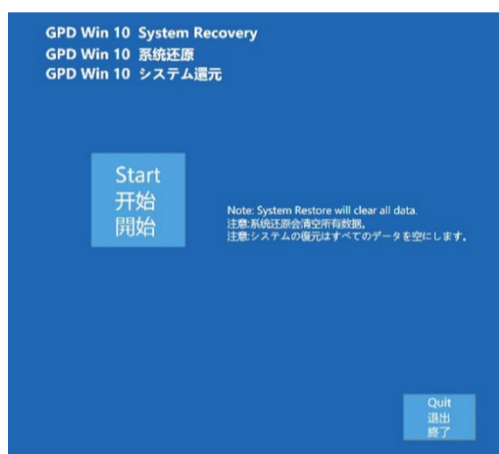 GPD Win 10 System Recovery
GPD Win 10 系统还原
GPD Win 10 システム還元
Start
开始
開始
Note: System Restore will clear all data.
注意:系统还原会清空所有数据。
注意:システムの復元はすべてのデータを空にします。
Quit
退出
終了